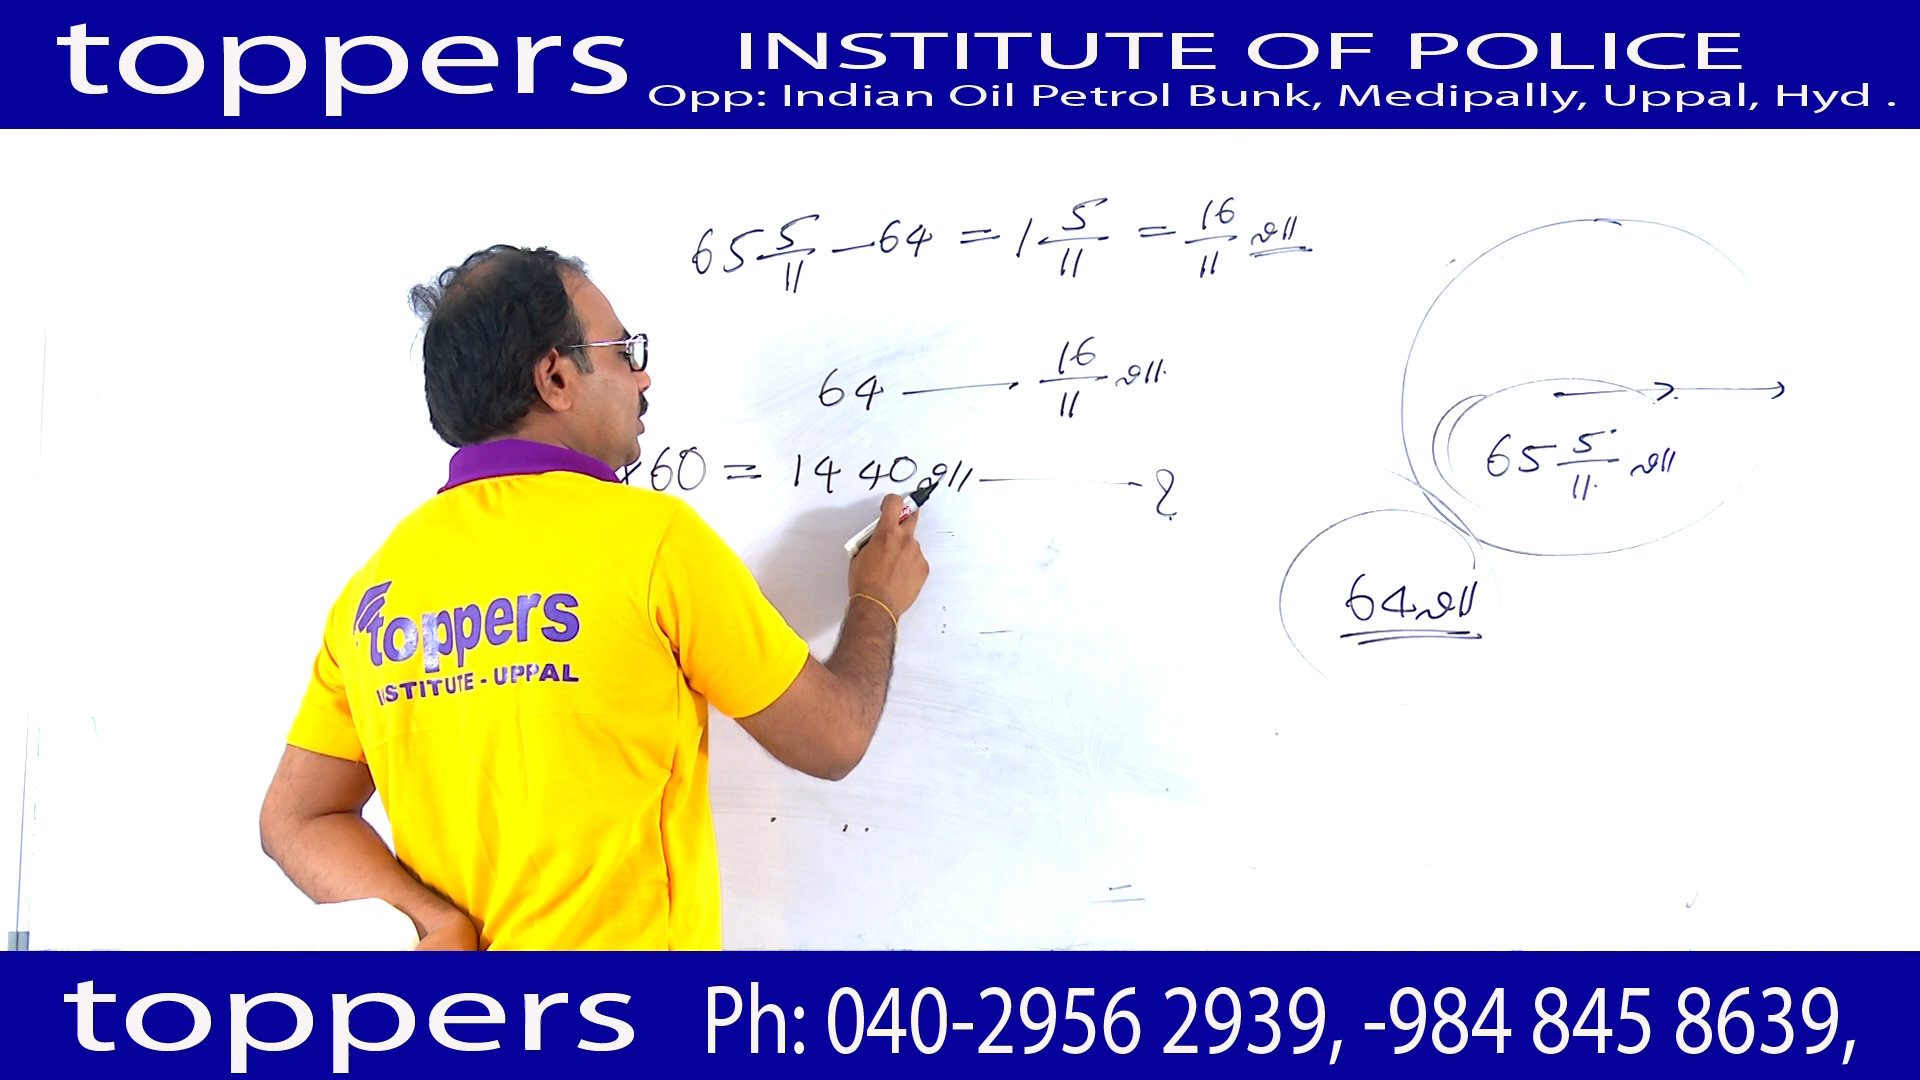 toppers INSTITUTE OF POLICE
Opp: Indian Oil Petrol Bunk, Medipally, Uppal, Hyd .
65 5/11 - 64 = 1 5/11 = 16/11 ని॥
64 — 16/11 ని॥
×60 = 1440 ని॥ — ?
65 5/11 ని॥
64 ని॥
toppers
INSTITUTE - UPPAL
toppers Ph: 040-2956 2939, -984 845 8639,